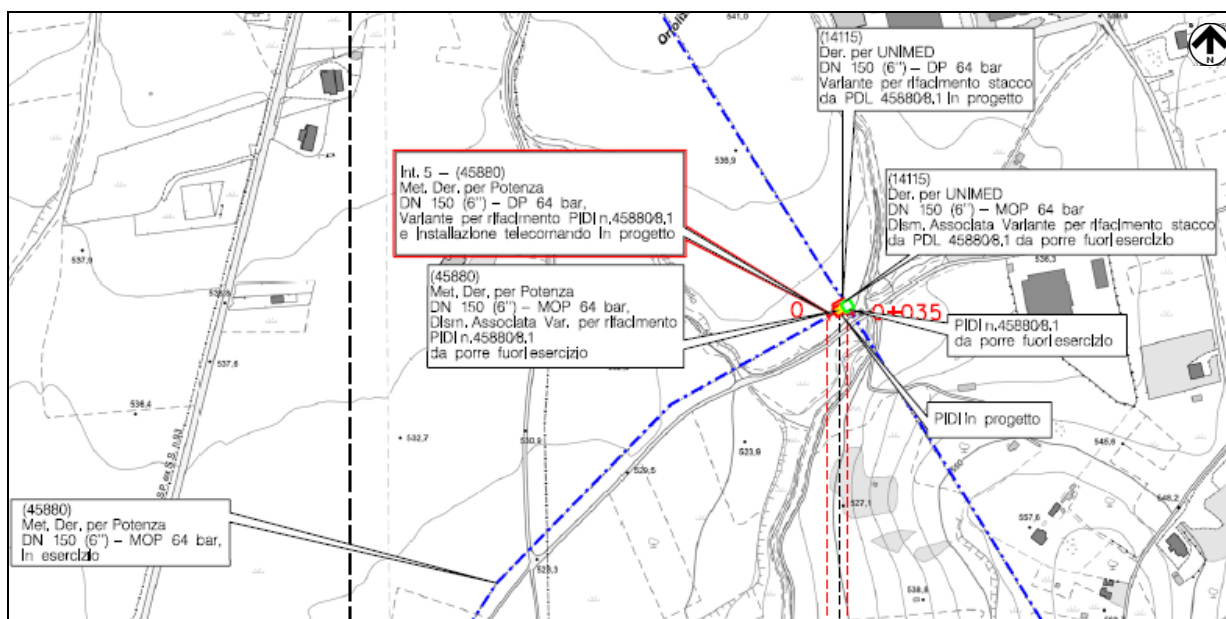 541,0
589,6
N
(14115)
Der. per UNIMED
DN 150 (6'') – DP 64 bar
Variante per rifacimento stacco
da PDL 45880/8.1 in progetto
536,9
Int. 5 – (45880)
Met. Der. per Potenza
DN 150 (6'') – DP 64 bar,
Variante per rifacimento PIDI n.45880/8.1
e installazione telecomando in progetto
(14115)
Der. per UNIMED
DN 150 (6'') – MOP 64 bar
Dism. Associata Variante per rifacimento stacco
da PDL 45880/8.1 da porre fuori esercizio
537,9
536,3
(45880)
Met. Der. per Potenza
DN 150 (6'') – MOP 64 bar,
Dism. Associata Var. per rifacimento
PIDI n.45880/8.1
da porre fuori esercizio
0
0+035
PIDI n.45880/8.1
da porre fuori esercizio
537,6
536,4
PIDI in progetto
532,7
530,9
523,9
545,6
529,5
S.P. ex S.S. n.93
527,1
548,2
(45880)
Met. Der. per Potenza
DN 150 (6'') – MOP 64 bar,
in esercizio
557,6
528,3
538,8